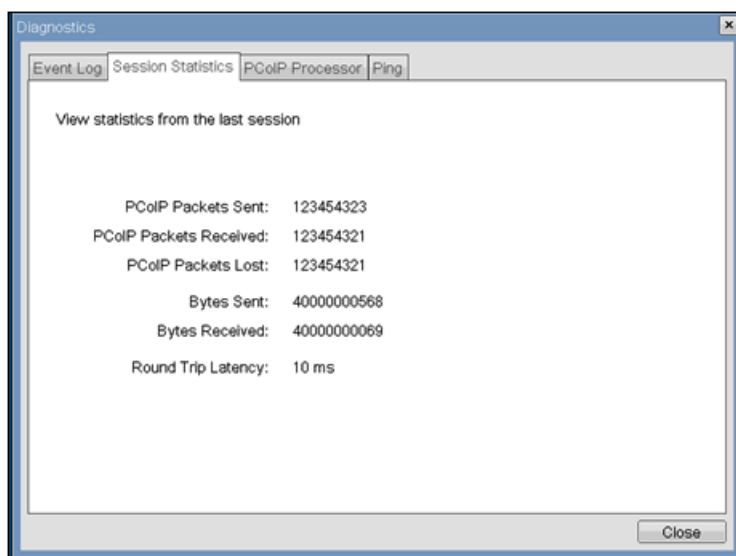 Diagnostics
Event Log Session Statistics PCoIP Processor Ping
View statistics from the last session
PCoIP Packets Sent: 123454323
PCoIP Packets Received: 123454321
PCoIP Packets Lost: 123454321
Bytes Sent: 40000000568
Bytes Received: 40000000069
Round Trip Latency: 10 ms
Close